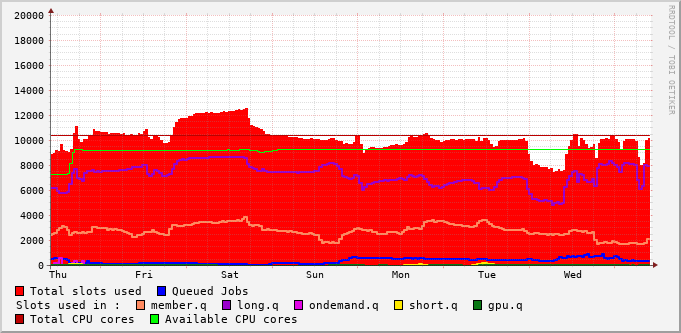 20000
18000
16000
14000
12000
10000
8000
6000
4000
2000
0
Thu Fri Sat Sun Mon Tue Wed
RRDTOOL / TOBI OETIKER
Total slots used Queued Jobs
Slots used in : member.q long.q ondemand.q short.q gpu.q
Total CPU cores Available CPU cores